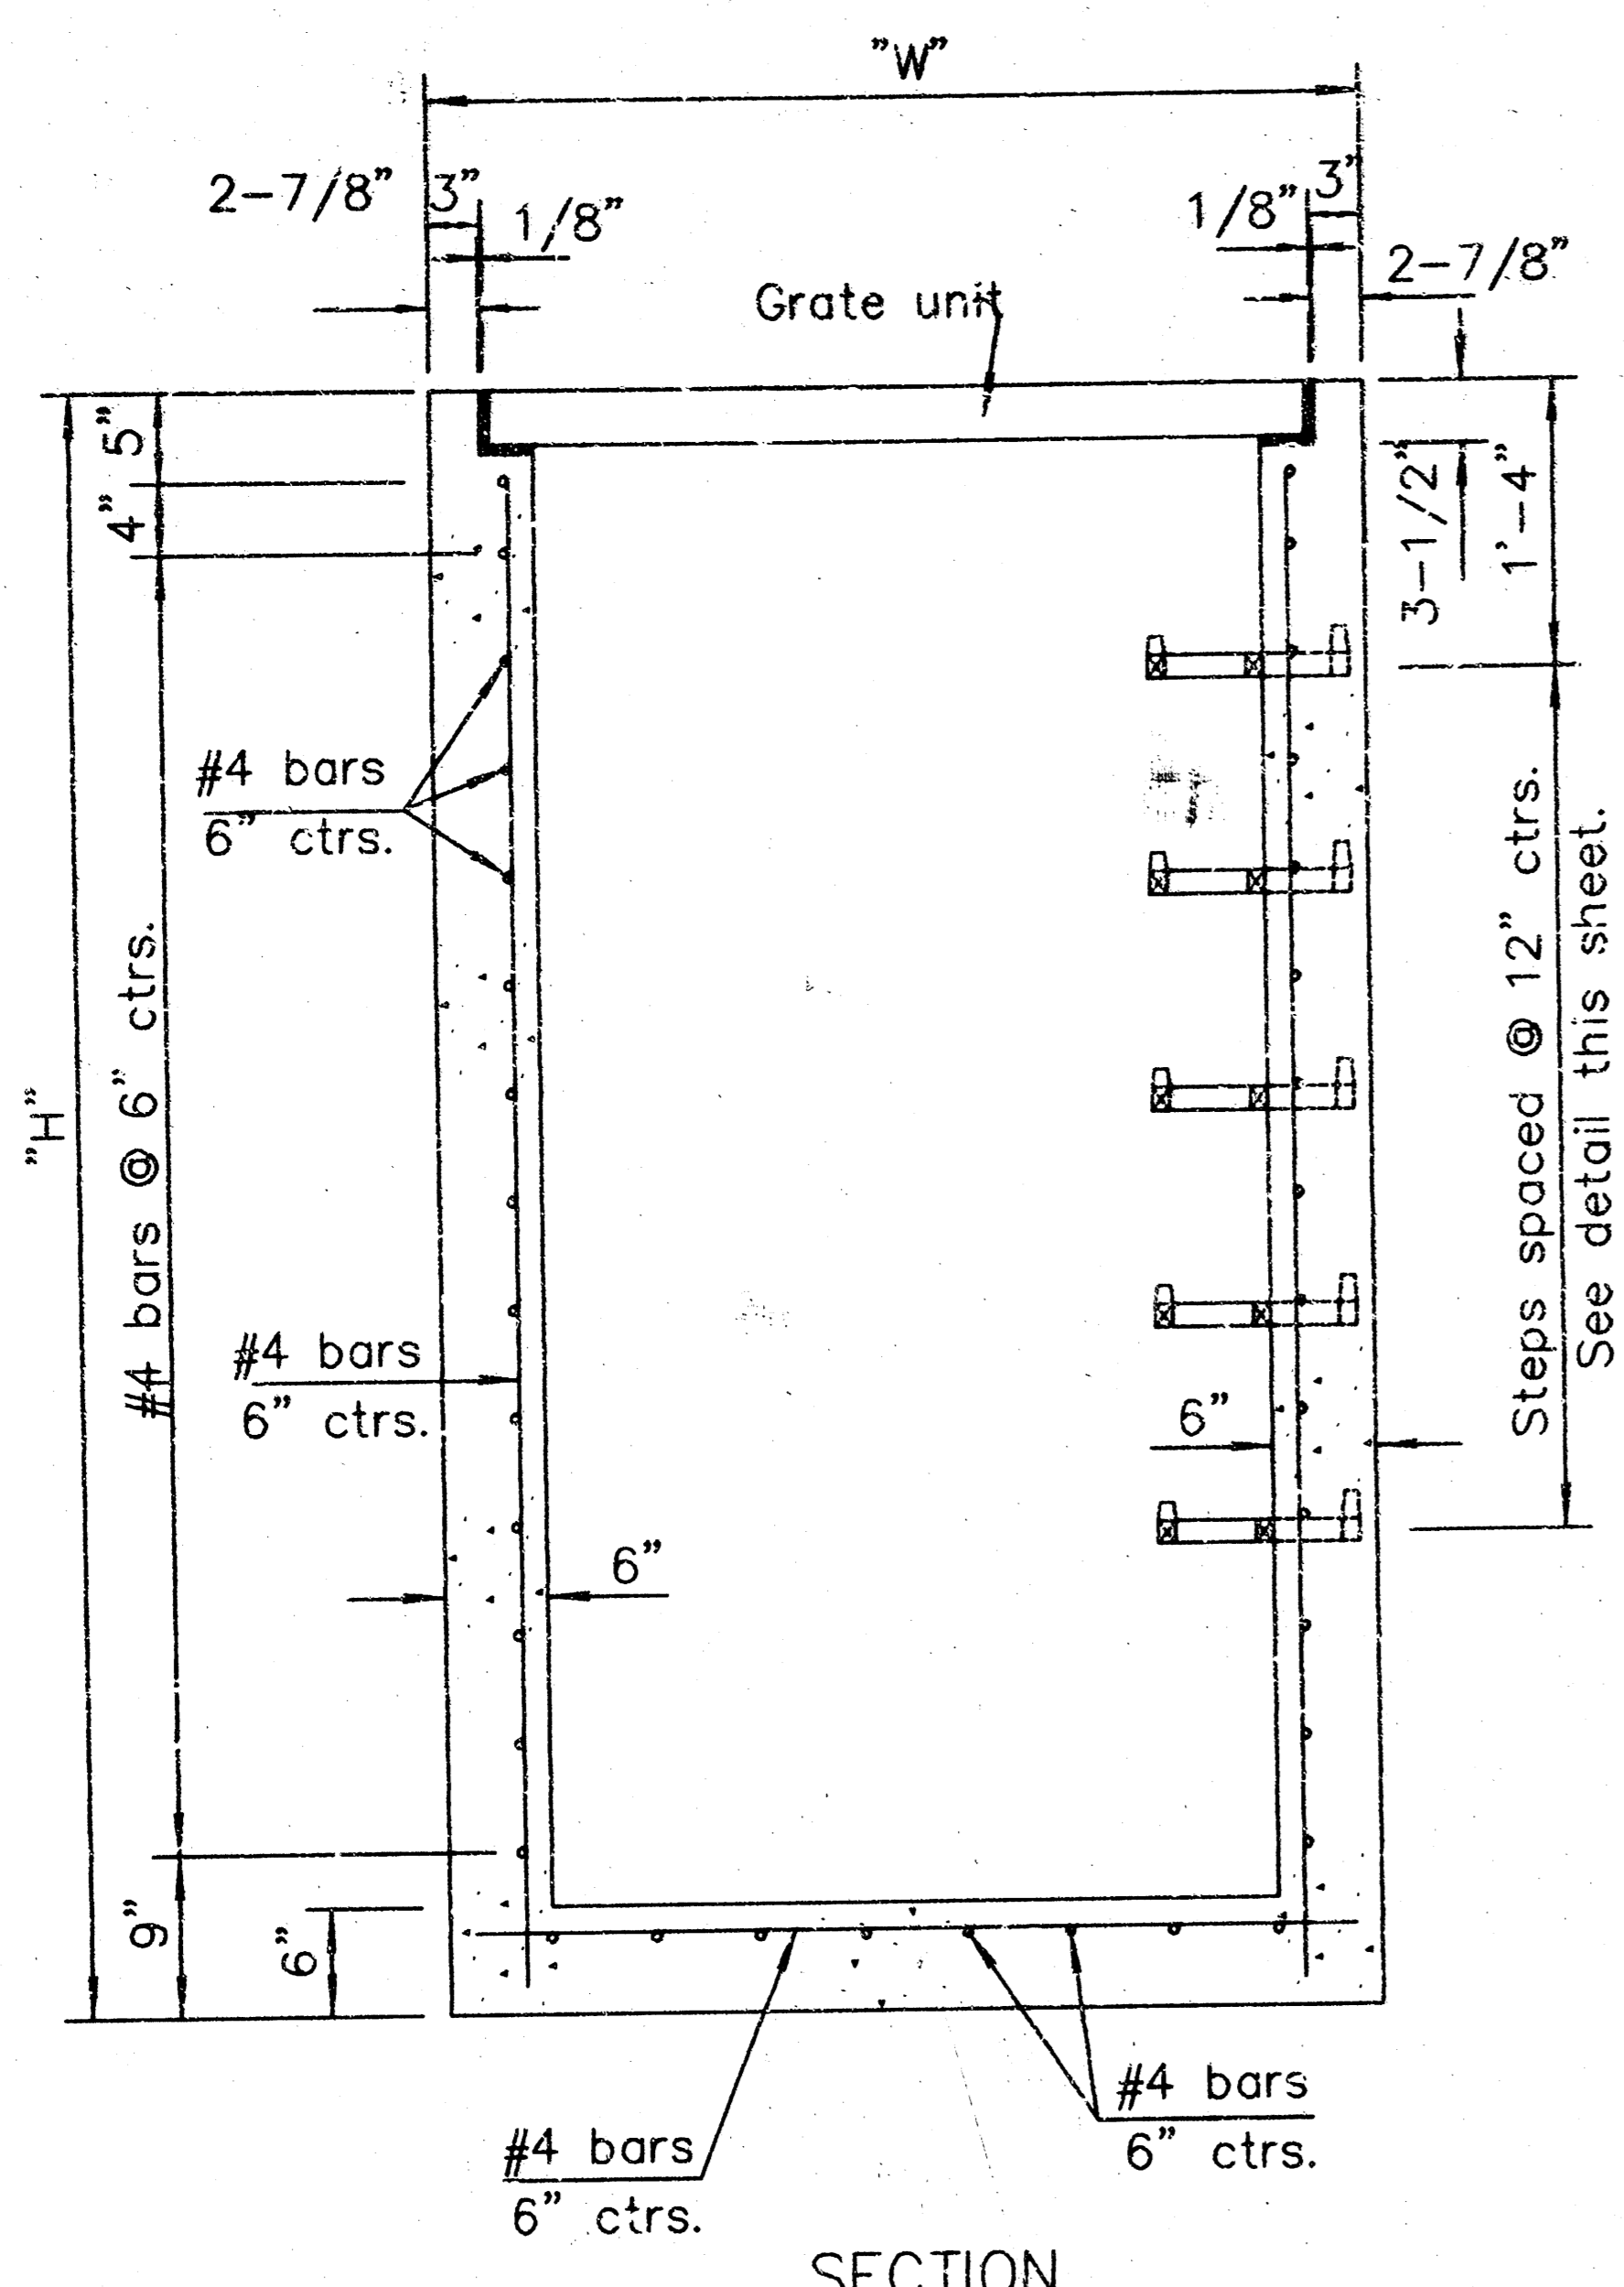 "W"
2-7/8" 3" 1/8"
1/8" 3"
2-7/8"
Grate unit
5"
4"
3-1/2"
1'-4"
#4 bars
6" ctrs.
"H"
#4 bars @ 6" ctrs.
Steps spaced @ 12" ctrs.
See detail this sheet.
#4 bars
6" ctrs.
6"
6"
9"
6"
#4 bars
6" ctrs.
#4 bars
6" ctrs.
SECTION